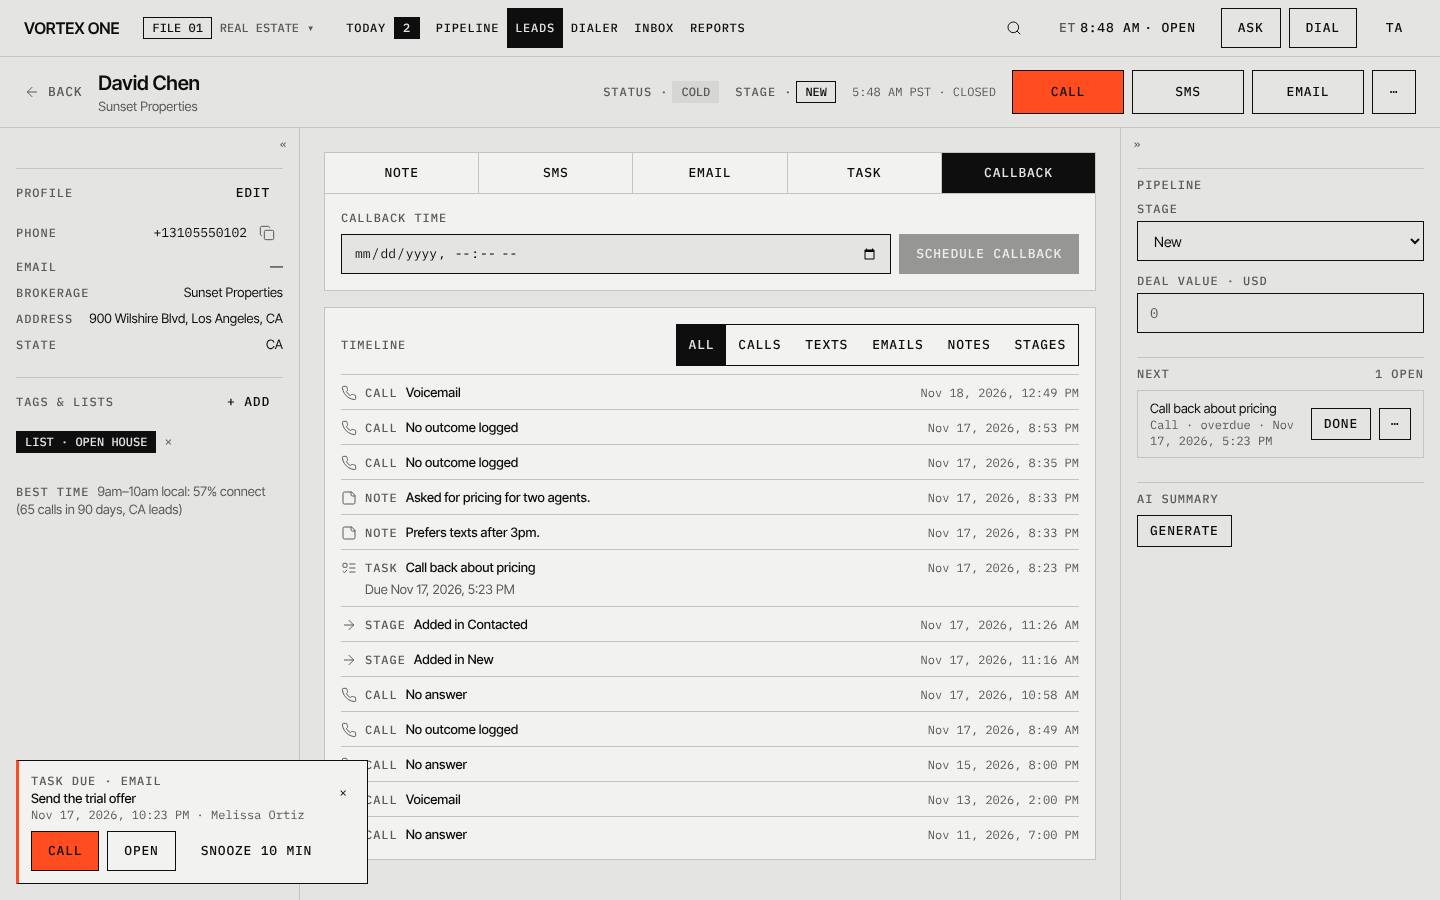 VORTEX ONE FILE 01 REAL ESTATE ▾ TODAY 2 PIPELINE LEADS DIALER INBOX REPORTS ET 8:48 AM · OPEN ASK DIAL TA
← BACK David Chen STATUS · COLD STAGE · NEW 5:48 AM PST · CLOSED CALL SMS EMAIL ⋯
Sunset Properties
«
PROFILE EDIT
PHONE +13105550102
EMAIL —
BROKERAGE Sunset Properties
ADDRESS 900 Wilshire Blvd, Los Angeles, CA
STATE CA
TAGS & LISTS + ADD
LIST · OPEN HOUSE ×
BEST TIME 9am–10am local: 57% connect
(65 calls in 90 days, CA leads)
NOTE SMS EMAIL TASK CALLBACK
CALLBACK TIME
mm/dd/yyyy, --:-- -- SCHEDULE CALLBACK
TIMELINE ALL CALLS TEXTS EMAILS NOTES STAGES
CALL Voicemail Nov 18, 2026, 12:49 PM
CALL No outcome logged Nov 17, 2026, 8:53 PM
CALL No outcome logged Nov 17, 2026, 8:35 PM
NOTE Asked for pricing for two agents. Nov 17, 2026, 8:33 PM
NOTE Prefers texts after 3pm. Nov 17, 2026, 8:33 PM
TASK Call back about pricing Nov 17, 2026, 8:23 PM
Due Nov 17, 2026, 5:23 PM
STAGE Added in Contacted Nov 17, 2026, 11:26 AM
STAGE Added in New Nov 17, 2026, 11:16 AM
CALL No answer Nov 17, 2026, 10:58 AM
CALL No outcome logged Nov 17, 2026, 8:49 AM
CALL No answer Nov 15, 2026, 8:00 PM
CALL Voicemail Nov 13, 2026, 2:00 PM
CALL No answer Nov 11, 2026, 7:00 PM
»
PIPELINE
STAGE
New
DEAL VALUE · USD
0
NEXT 1 OPEN
Call back about pricing
Call · overdue · Nov
17, 2026, 5:23 PM
DONE ⋯
AI SUMMARY
GENERATE
TASK DUE · EMAIL
Send the trial offer ×
Nov 17, 2026, 10:23 PM · Melissa Ortiz
CALL OPEN SNOOZE 10 MIN